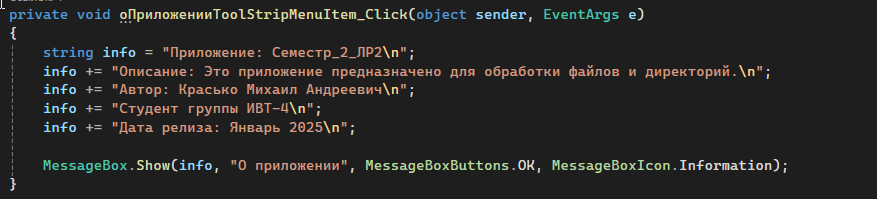 private void оПриложенииToolStripMenuItem_Click(object sender, EventArgs e)
{
string info = "Приложение: Семестр_2_ЛР2\n";
info += "Описание: Это приложение предназначено для обработки файлов и директорий.\n";
info += "Автор: Красько Михаил Андреевич\n";
info += "Студент группы ИВТ-4\n";
info += "Дата релиза: Январь 2025\n";
MessageBox.Show(info, "О приложении", MessageBoxButtons.OK, MessageBoxIcon.Information);
}